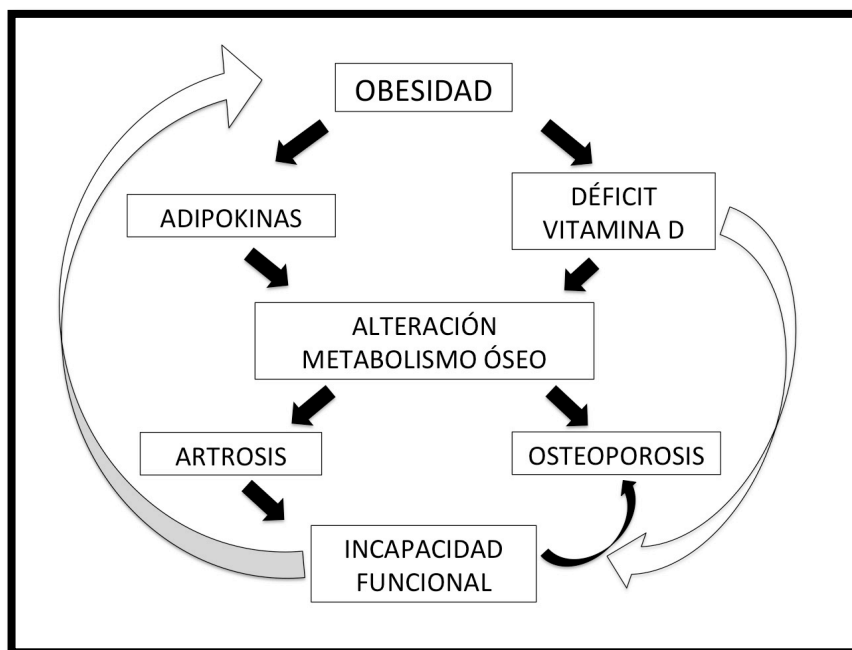 OBESIDAD
ADIPOKINAS
DÉFICIT
VITAMINA D
ALTERACIÓN
METABOLISMO ÓSEO
ARTROSIS
OSTEOPOROSIS
INCAPACIDAD
FUNCIONAL